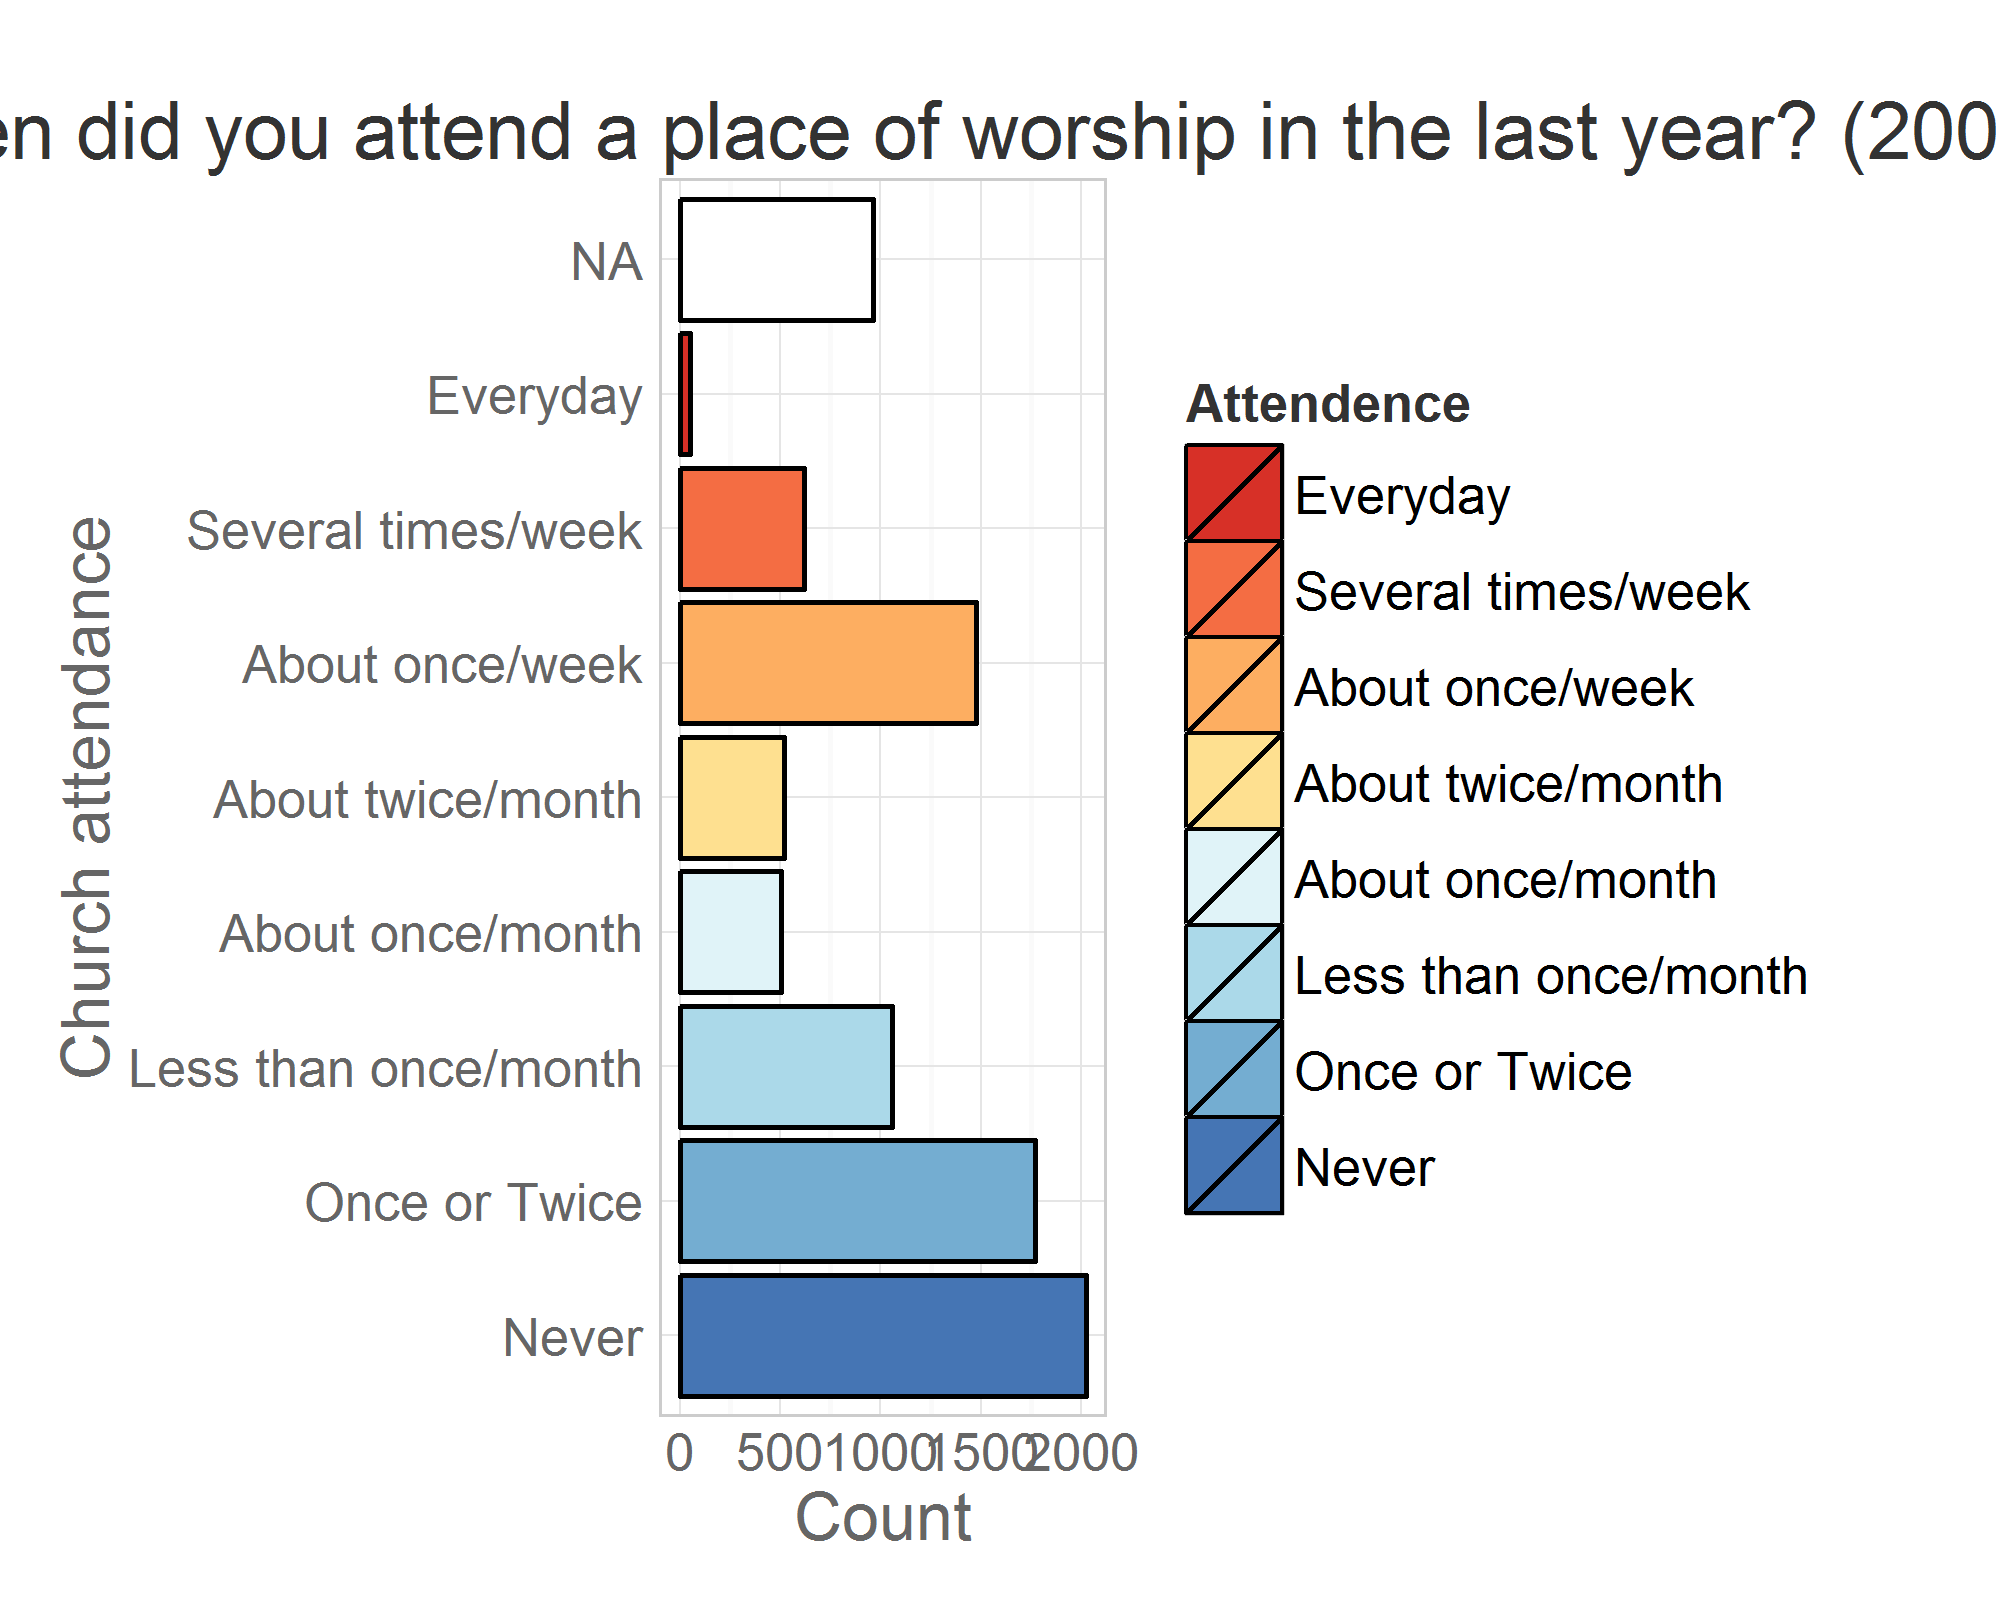 en did you attend a place of worship in the last year? (200
NA
Everyday
Several times/week
About once/week
About twice/month
About once/month
Less than once/month
Once or Twice
Never
Church attendance
0 500 1000 1500 2000
Count
Attendence
Everyday
Several times/week
About once/week
About twice/month
About once/month
Less than once/month
Once or Twice
Never